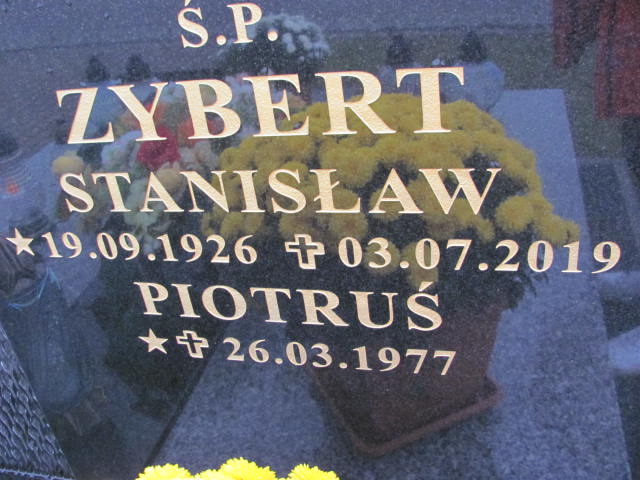 Ś.P.
ZYBERT
STANISŁAW
★19.09.1926 ✝03.07.2019
PIOTRUŚ
★✝26.03.1977